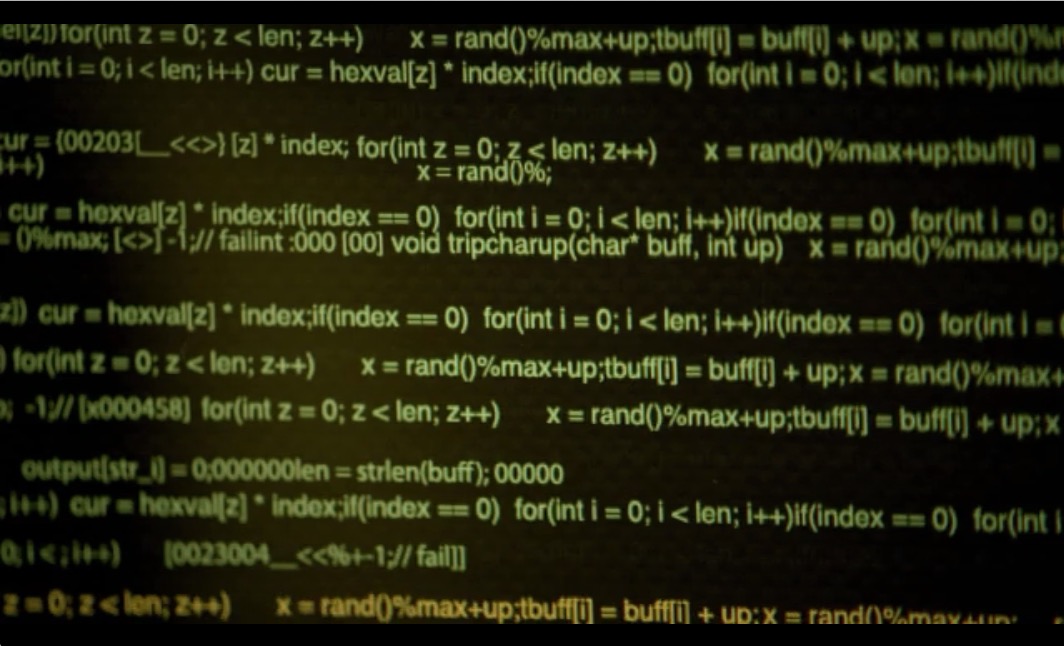 for(int z = 0; z < len; z++) x = rand()%max+up;tbuff[i] = buff[i] + up; x = rand()%
or(int i = 0; i < len; i++) cur = hexval[z] * index;if(index == 0) for(int i = 0; i < len; i++)if(inde
cur = {00203[__<<>} [z] * index; for(int z = 0; z < len; z++) x = rand()%max+up;tbuff[i] =
i++) x = rand()%;
cur = hexval[z] * index;if(index == 0) for(int i = 0; i < len; i++)if(index == 0) for(int i = 0;
= ()%max; [<>] -1;// failint :000 [00] void tripcharup(char* buff, int up) x = rand()%max+up;
z]) cur = hexval[z] * index;if(index == 0) for(int i = 0; i < len; i++)if(index == 0) for(int i =
) for(int z = 0; z < len; z++) x = rand()%max+up;tbuff[i] = buff[i] + up; x = rand()%max+
; -1;// [x000458] for(int z = 0; z < len; z++) x = rand()%max+up;tbuff[i] = buff[i] + up; x
output[str_i] = 0;000000len = strlen(buff); 00000
; i++) cur = hexval[z] * index;if(index == 0) for(int i = 0; i < len; i++)if(index == 0) for(int i
0; i < ; i++) [0023004__<<%+-1;// fail]]
z = 0; z < len; z++) x = rand()%max+up;tbuff[i] = buff[i] + up; x = rand()%max+up;